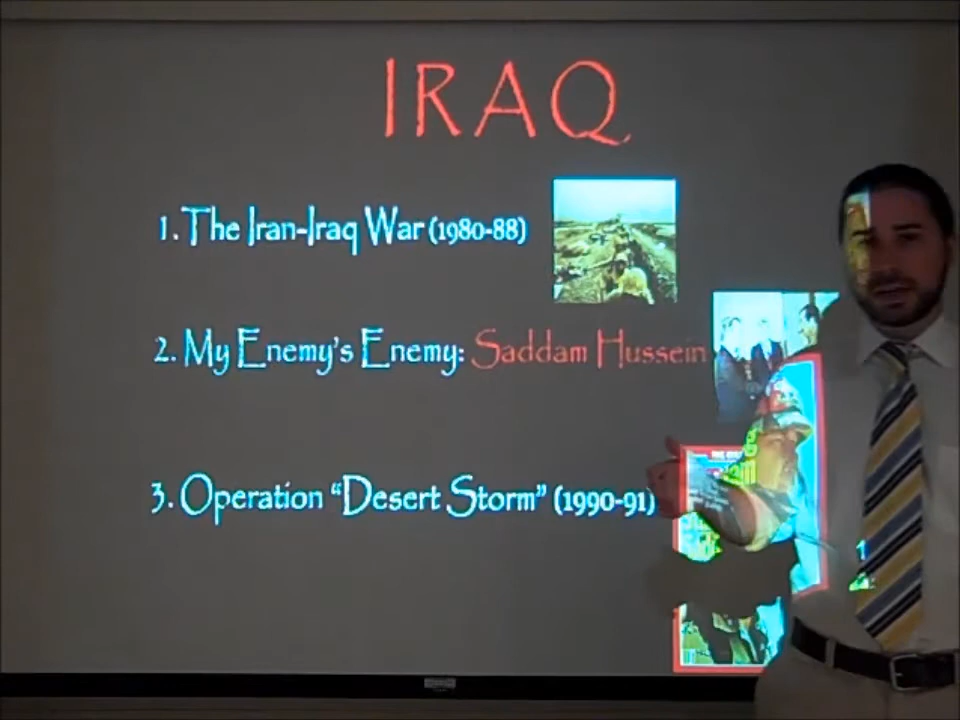 IRAQ
1. The Iran-Iraq War (1980-88)
2. My Enemy's Enemy: Saddam Hussein
3. Operation "Desert Storm" (1990-91)